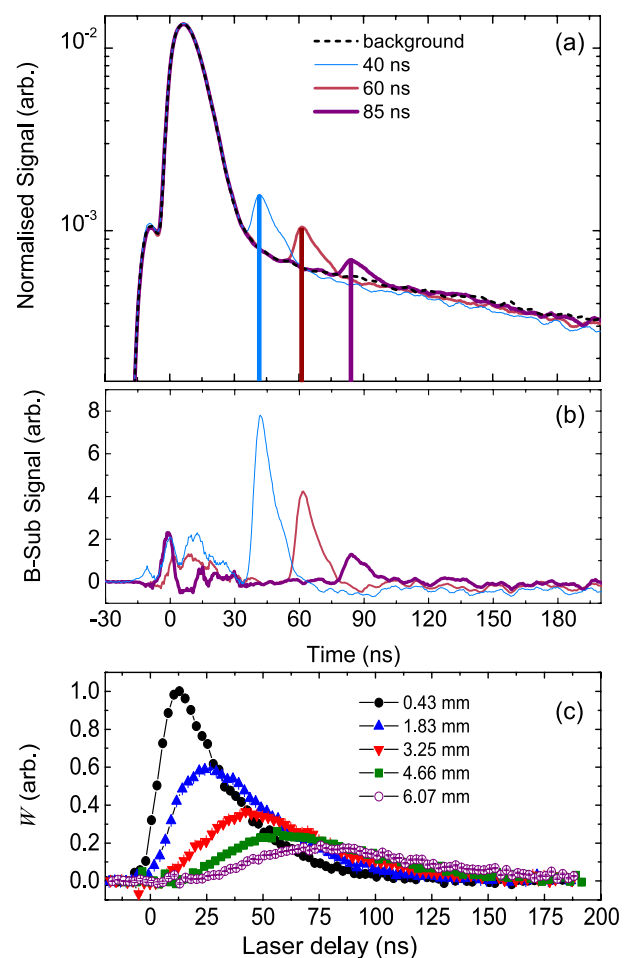 (a)
10⁻²
10⁻³
Normalised Signal (arb.)
background
40 ns
60 ns
85 ns
(b)
8
6
4
2
0
B-Sub Signal (arb.)
-30 0 30 60 90 120 150 180
Time (ns)
(c)
1.0
0.8
0.6
0.4
0.2
0.0
W (arb.)
0.43 mm
1.83 mm
3.25 mm
4.66 mm
6.07 mm
0 25 50 75 100 125 150 175 200
Laser delay (ns)